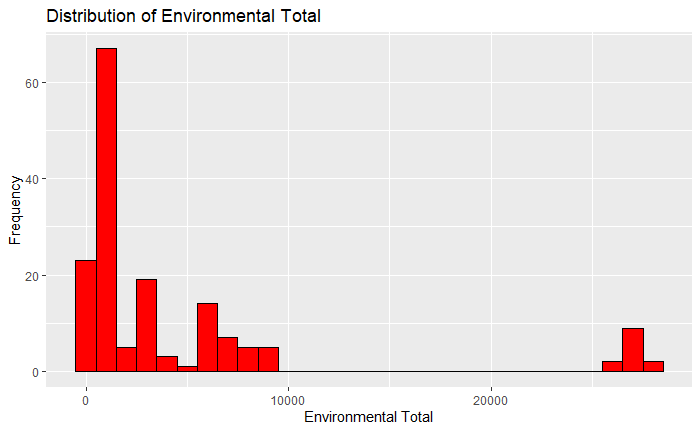 Distribution of Environmental Total
60
40
20
0
Frequency
0 10000 20000
Environmental Total